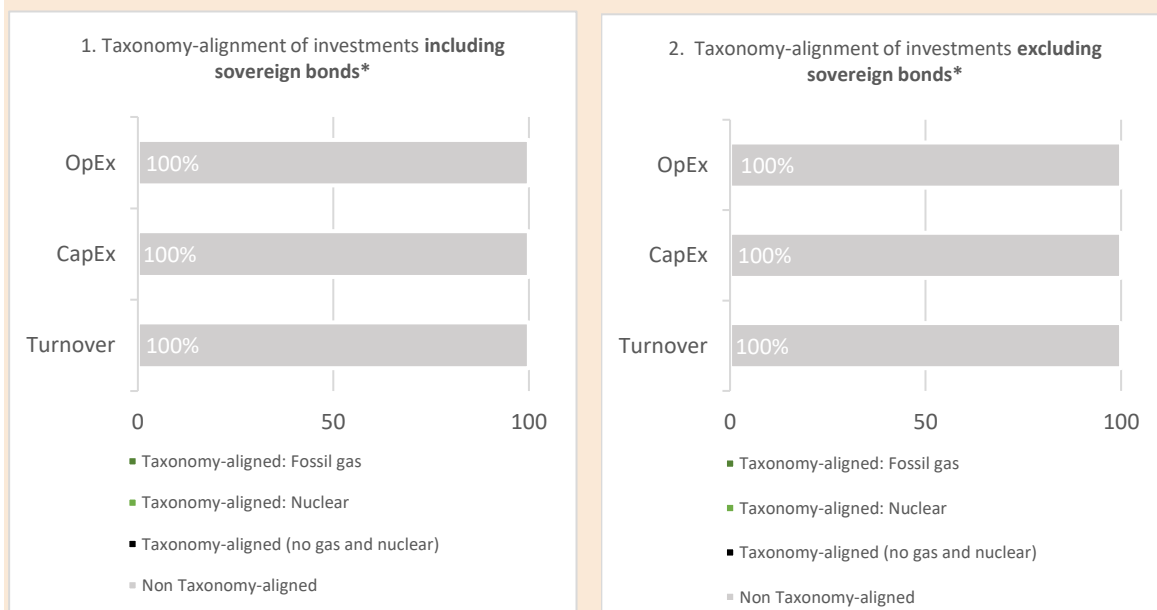 1. Taxonomy-alignment of investments including
sovereign bonds*
OpEx 100%
CapEx 100%
Turnover 100%
0 50 100
Taxonomy-aligned: Fossil gas
Taxonomy-aligned: Nuclear
Taxonomy-aligned (no gas and nuclear)
Non Taxonomy-aligned
2. Taxonomy-alignment of investments excluding
sovereign bonds*
OpEx 100%
CapEx 100%
Turnover 100%
0 50 100
Taxonomy-aligned: Fossil gas
Taxonomy-aligned: Nuclear
Taxonomy-aligned (no gas and nuclear)
Non Taxonomy-aligned